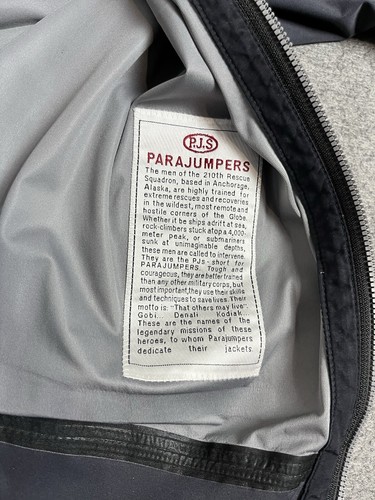 P.J.S
PARAJUMPERS
The men of the 210th Rescue
Squadron, based in Anchorage,
Alaska, are highly trained for
extreme rescues and recoveries
in the wildest, most remote and
hostile corners of the Globe.
Whether it be ships adrift at sea,
rock-climbers stuck atop a 4,000-
meter peak, or submariners
sunk at unimaginable depths,
these men are called to intervene.
They are the PJs - short for
PARAJUMPERS. Tough and
courageous, they are better trained
than any other military corps, but
most important, they use their skills
and techniques to save lives. Their
motto is: "That others may live".
Gobi. Denali. Kodiak.
These are the names of the
legendary missions of these
heroes, to whom Parajumpers
dedicate their jackets.